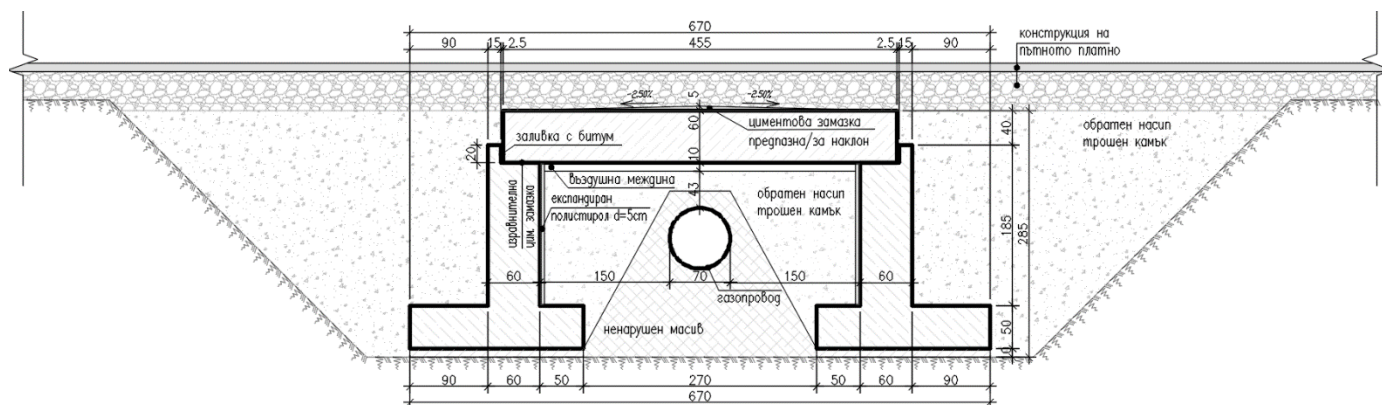 670
90 15 2.5 455 2.5 15 90
конструкция на
пътното платно
-2.50% -2.50%
5
60
циментова замазка
предпазна/за наклон
заливка с битум
20
10
въздушна междина
43
изравнителна
цим. замазка
експандиран
полистирол d=5cm
обратен насип
трошен камък
обратен насип
трошен камък
40
185
285
50
60 150 70 150 60
газопровод
ненарушен масив
90 60 50 270 50 60 90
670